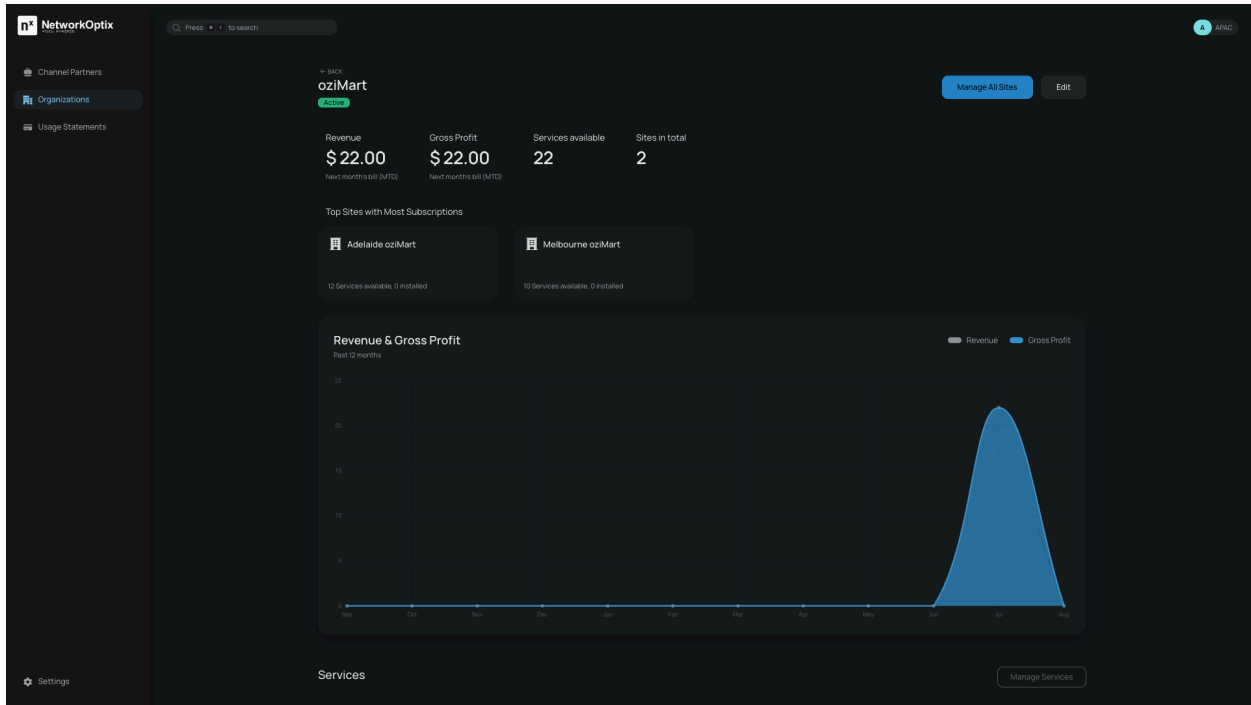 nx NetworkOptix
VIDEO POWERED
Press ⌘ K to search
A APAC
Channel Partners
Organizations
Usage Statements
Settings
← BACK
oziMart
Active
Manage All Sites
Edit
Revenue
Gross Profit
Services available
Sites in total
$ 22.00
$ 22.00
22
2
Next month's bill (MTD)
Next month's bill (MTD)
Top Sites with Most Subscriptions
Adelaide oziMart
Melbourne oziMart
12 Services available, 0 installed
10 Services available, 0 installed
Revenue & Gross Profit
Past 12 months
Revenue
Gross Profit
25
20
15
10
5
0
Sep Oct Nov Dec Jan Feb Mar Apr May Jun Jul Aug
Services
Manage Services